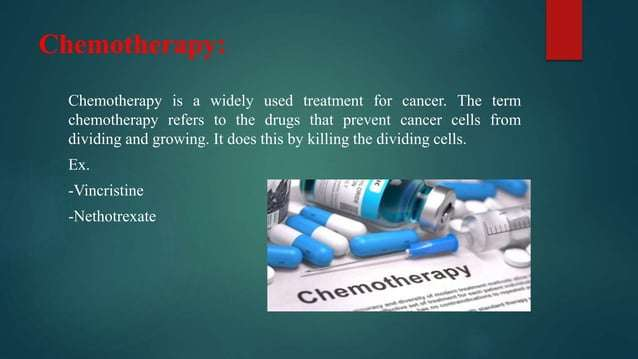 Chemotherapy:
Chemotherapy is a widely used treatment for cancer. The term
chemotherapy refers to the drugs that prevent cancer cells from
dividing and growing. It does this by killing the dividing cells.
Ex.
-Vincristine
-Nethotrexate
Chemotherapy